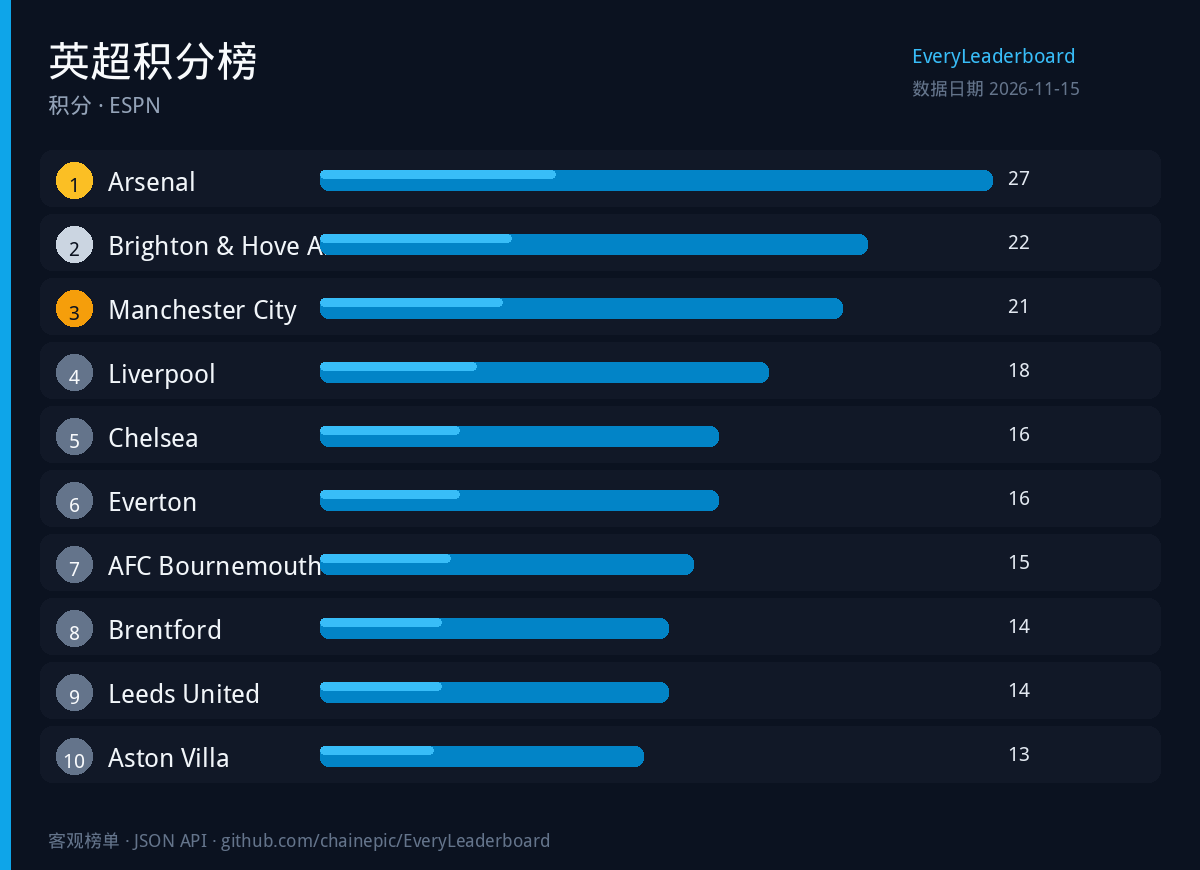 英超积分榜
积分 · ESPN
EveryLeaderboard
数据日期 2026-11-15
1 Arsenal 27
2 Brighton & Hove A 22
3 Manchester City 21
4 Liverpool 18
5 Chelsea 16
6 Everton 16
7 AFC Bournemouth 15
8 Brentford 14
9 Leeds United 14
10 Aston Villa 13
客观榜单 · JSON API · github.com/chainepic/EveryLeaderboard